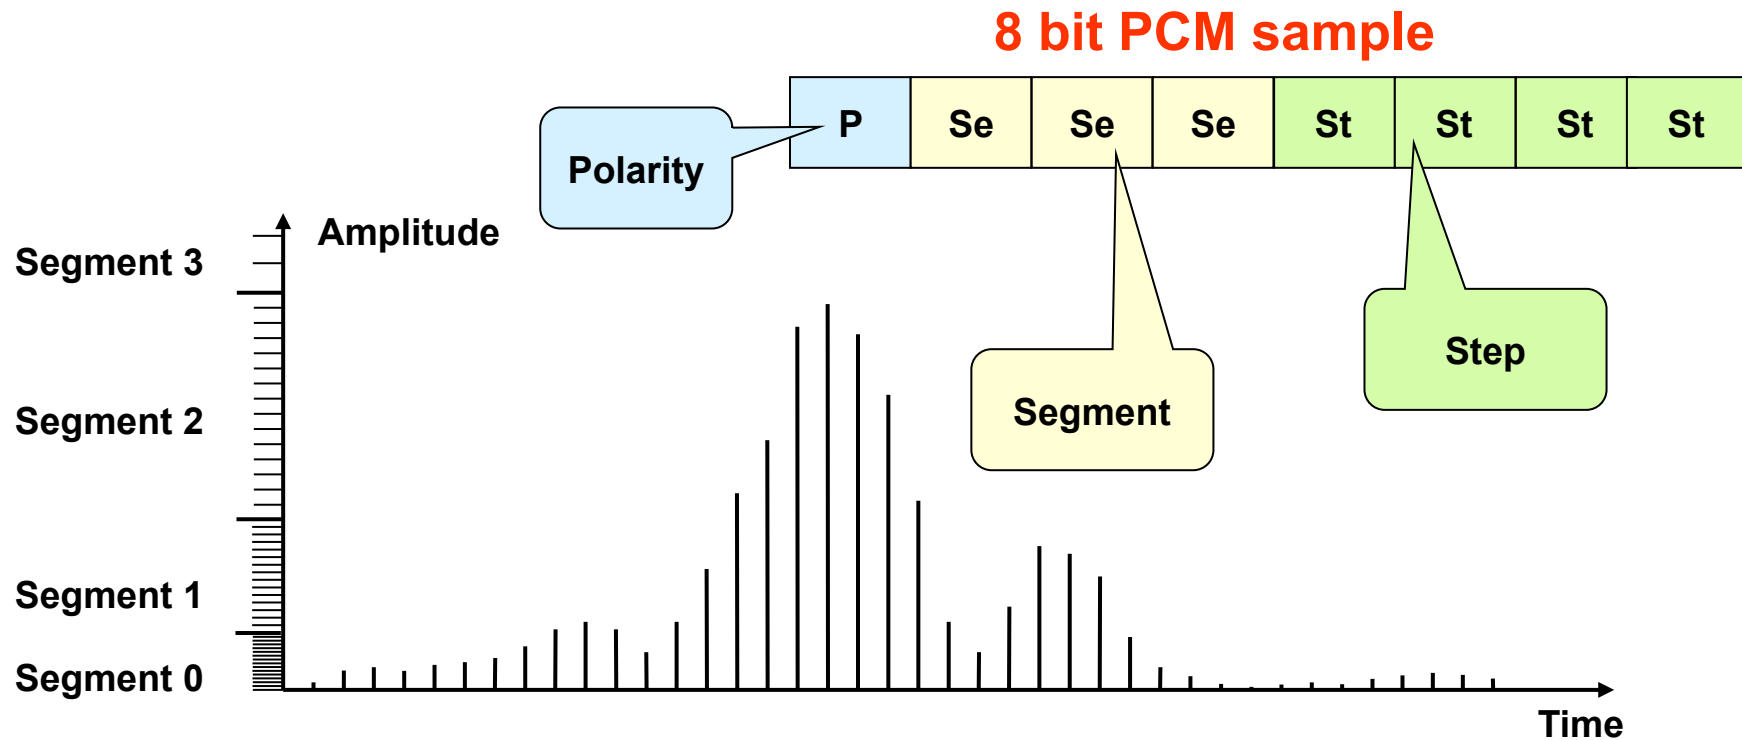 8 bit PCM sample
P Se Se Se St St St St
Polarity
Amplitude
Segment 3
Step
Segment
Segment 2
Segment 1
Segment 0
Time